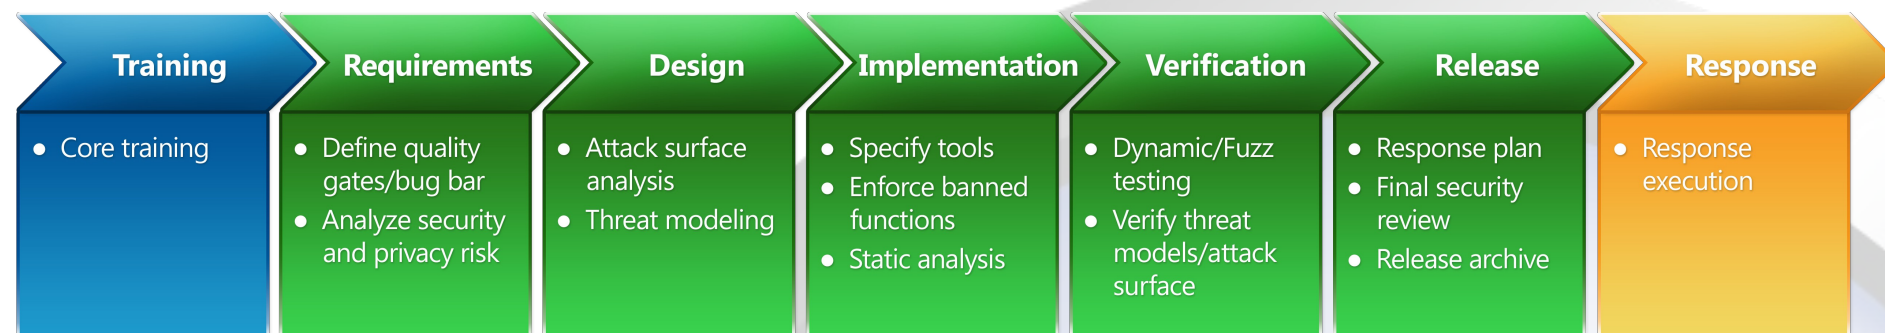 Training
● Core training
Requirements
● Define quality
gates/bug bar
● Analyze security
and privacy risk
Design
● Attack surface
analysis
● Threat modeling
Implementation
● Specify tools
● Enforce banned
functions
● Static analysis
Verification
● Dynamic/Fuzz
testing
● Verify threat
models/attack
surface
Release
● Response plan
● Final security
review
● Release archive
Response
● Response
execution